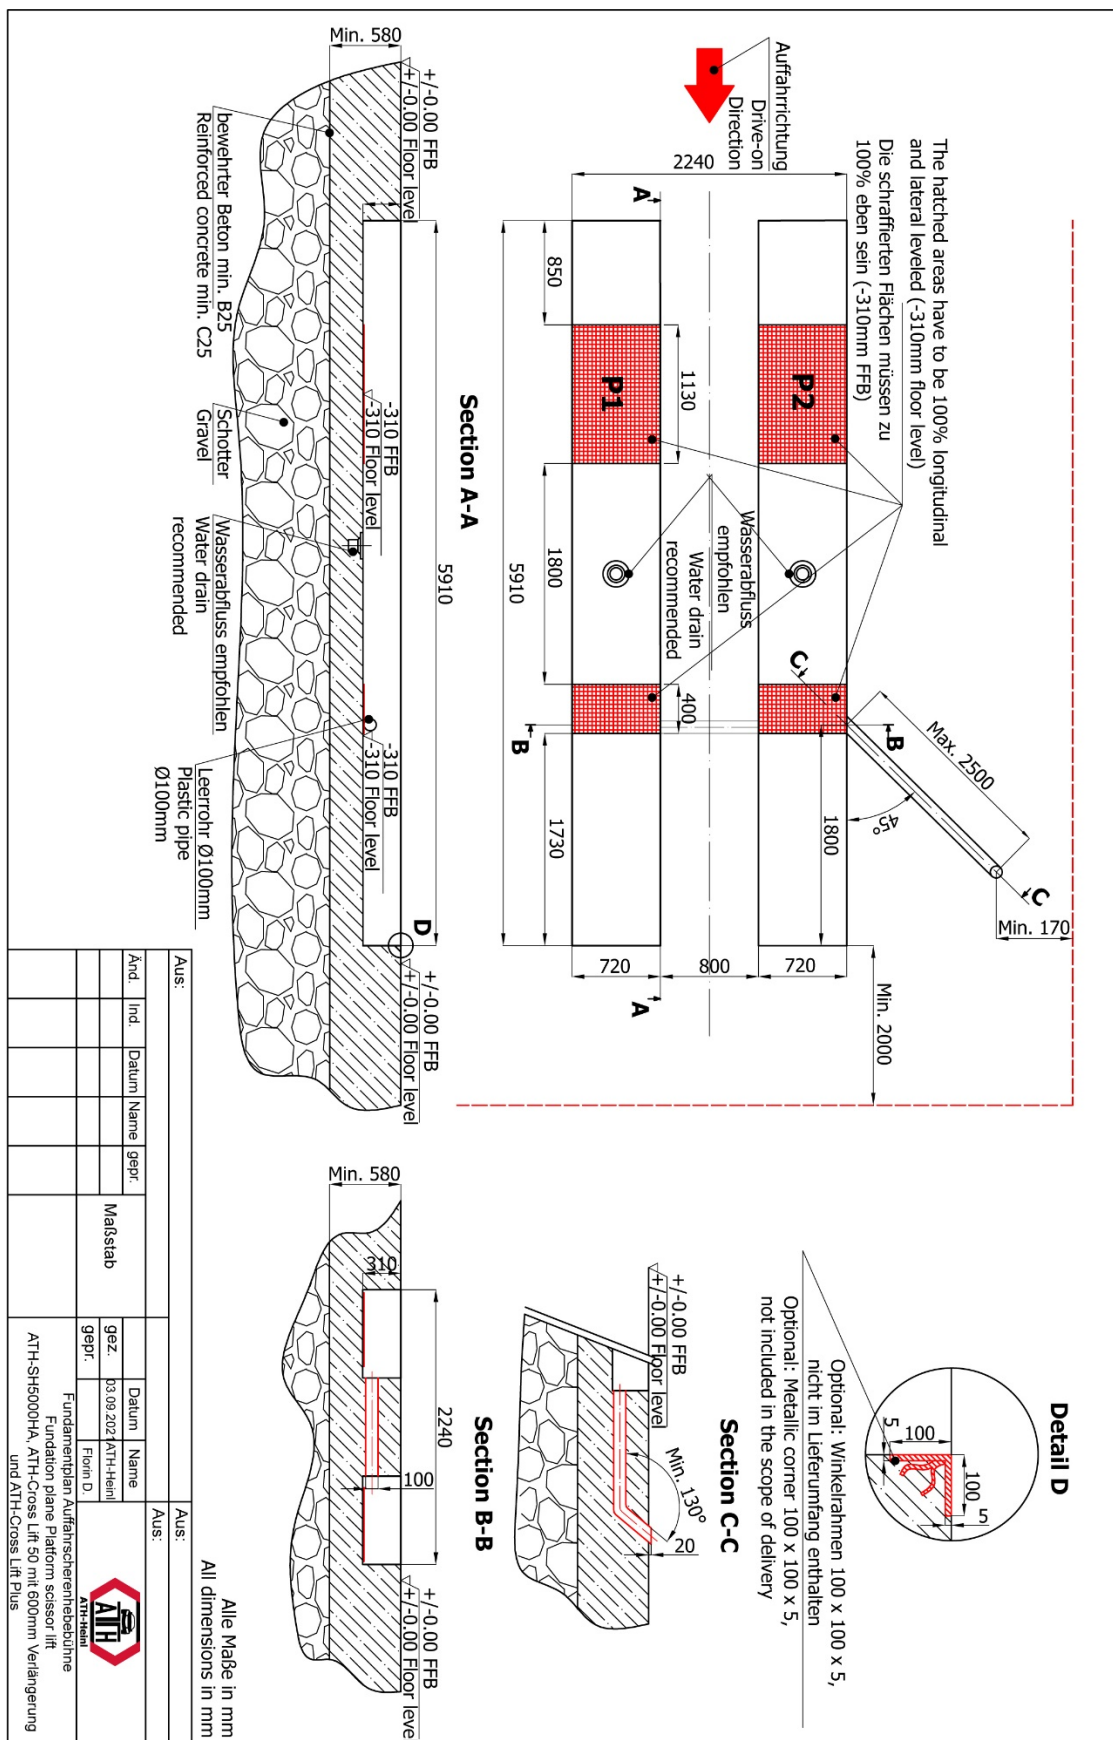 The hatched areas have to be 100% longitudinal
and lateral leveled (-310mm floor level)
Die schraffierten Flächen müssen zu
100% eben sein (-310mm FFB)
Auffahrrichtung
Drive-on
Direction
2240
A
A
P1
P2
850
1130
1800
400
1730
5910
1800
Wasserabfluss
empfohlen
Water drain
recommended
B
B
C
C
Max. 2500
45°
Min. 170
720
800
720
Min. 2000
Section A-A
5910
Min. 580
+/-0.00 FFB
+/-0.00 Floor level
-310 FFB
-310 Floor level
-310 FFB
-310 Floor level
D
+/-0.00 FFB
+/-0.00 Floor level
bewehrter Beton min. B25
Reinforced concrete min. C25
Schotter
Gravel
Wasserabfluss empfohlen
Water drain
recommended
Leerrohr Ø100mm
Plastic pipe
Ø100mm
Detail D
100
100
5
5
Optional: Winkelrahmen 100 x 100 x 5,
nicht im Lieferumfang enthalten
Optional: Metallic corner 100 x 100 x 5,
not included in the scope of delivery
Section C-C
+/-0.00 FFB
+/-0.00 Floor level
Min. 130°
20
Section B-B
2240
Min. 580
310
100
+/-0.00 FFB
+/-0.00 Floor leve
Alle Maße in mm
All dimensions in mm
Aus:
Aus:
Aus:
Änd.
Ind.
Datum
Name
gepr.
Maßstab
Datum
Name
gez.
03.09.2021
ATH-Heinl
gepr.
Florin D.
ATH
ATH-Heinl
Fundamentplan Auffahrscherenhebebühne
Fundation plane Platform scissor lift
ATH-SH5000HIA, ATH-Cross Lift 50 mit 600mm Verlängerung
und ATH-Cross Lift Plus